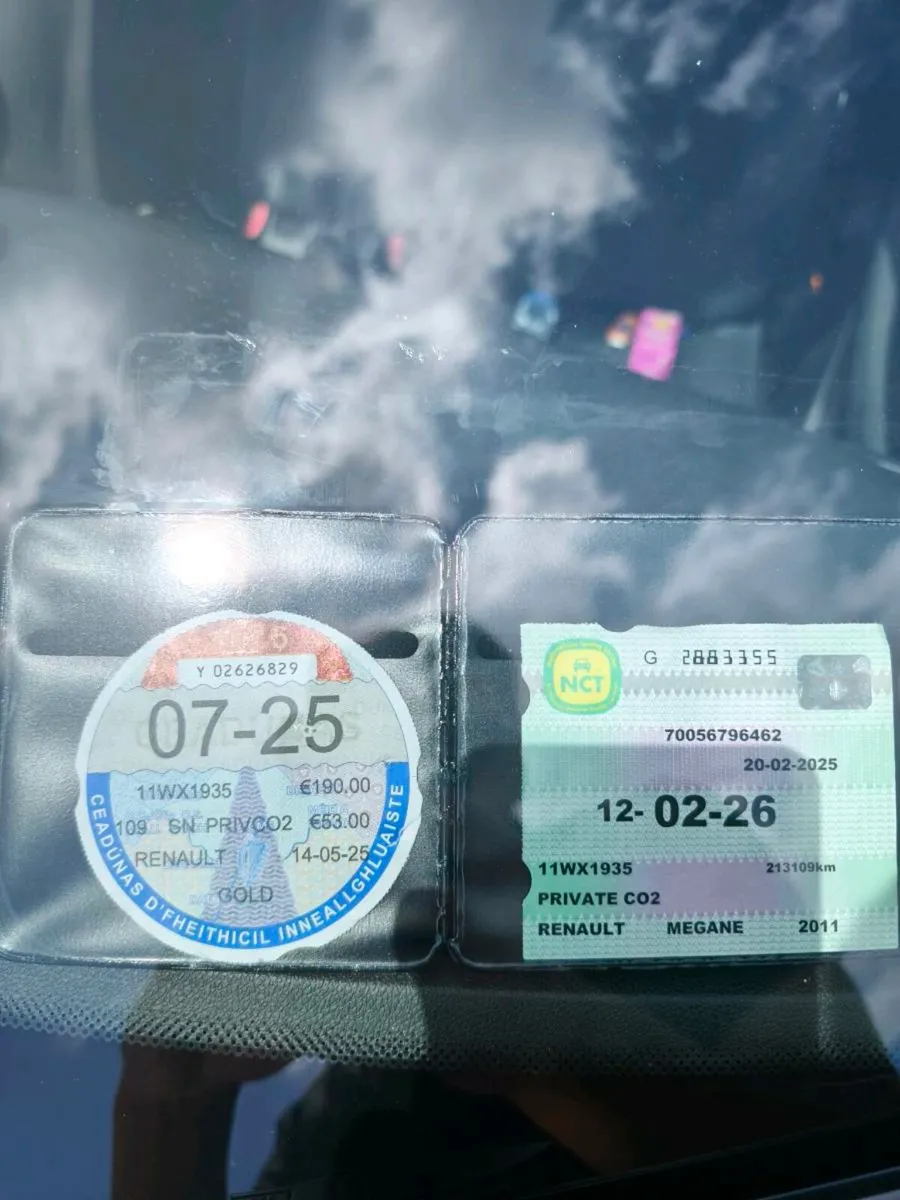 Y 02626829
07-25
11WX1935 €190.00
109 SN PRIVCO2 €53.00
RENAULT 14-05-25
GOLD
CEADÚNAS D'FHEITHICIL INNEALLGHLUAISTE
NCT
G 2883355
70056796462
20-02-2025
12- 02-26
11WX1935 213109km
PRIVATE CO2
RENAULT MEGANE 2011